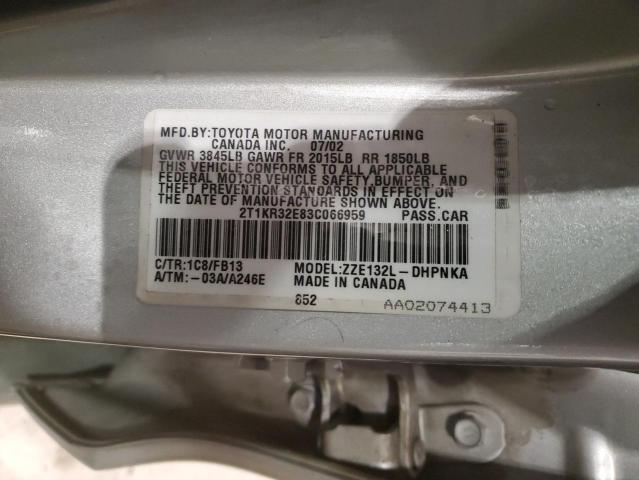 MFD.BY:TOYOTA MOTOR MANUFACTURING
CANADA INC. 07/02
GVWR 3845LB GAWR FR 2015LB RR 1850LB
THIS VEHICLE CONFORMS TO ALL APPLICABLE
FEDERAL MOTOR VEHICLE SAFETY, BUMPER, AND
THEFT PREVENTION STANDARDS IN EFFECT ON
THE DATE OF MANUFACTURE SHOWN ABOVE.
2T1KR32E83C066959 PASS.CAR
C/TR:1C8/FB13 MODEL:ZZE132L-DHPNKA
A/TM:-03A/A246E MADE IN CANADA
852 AA02074413